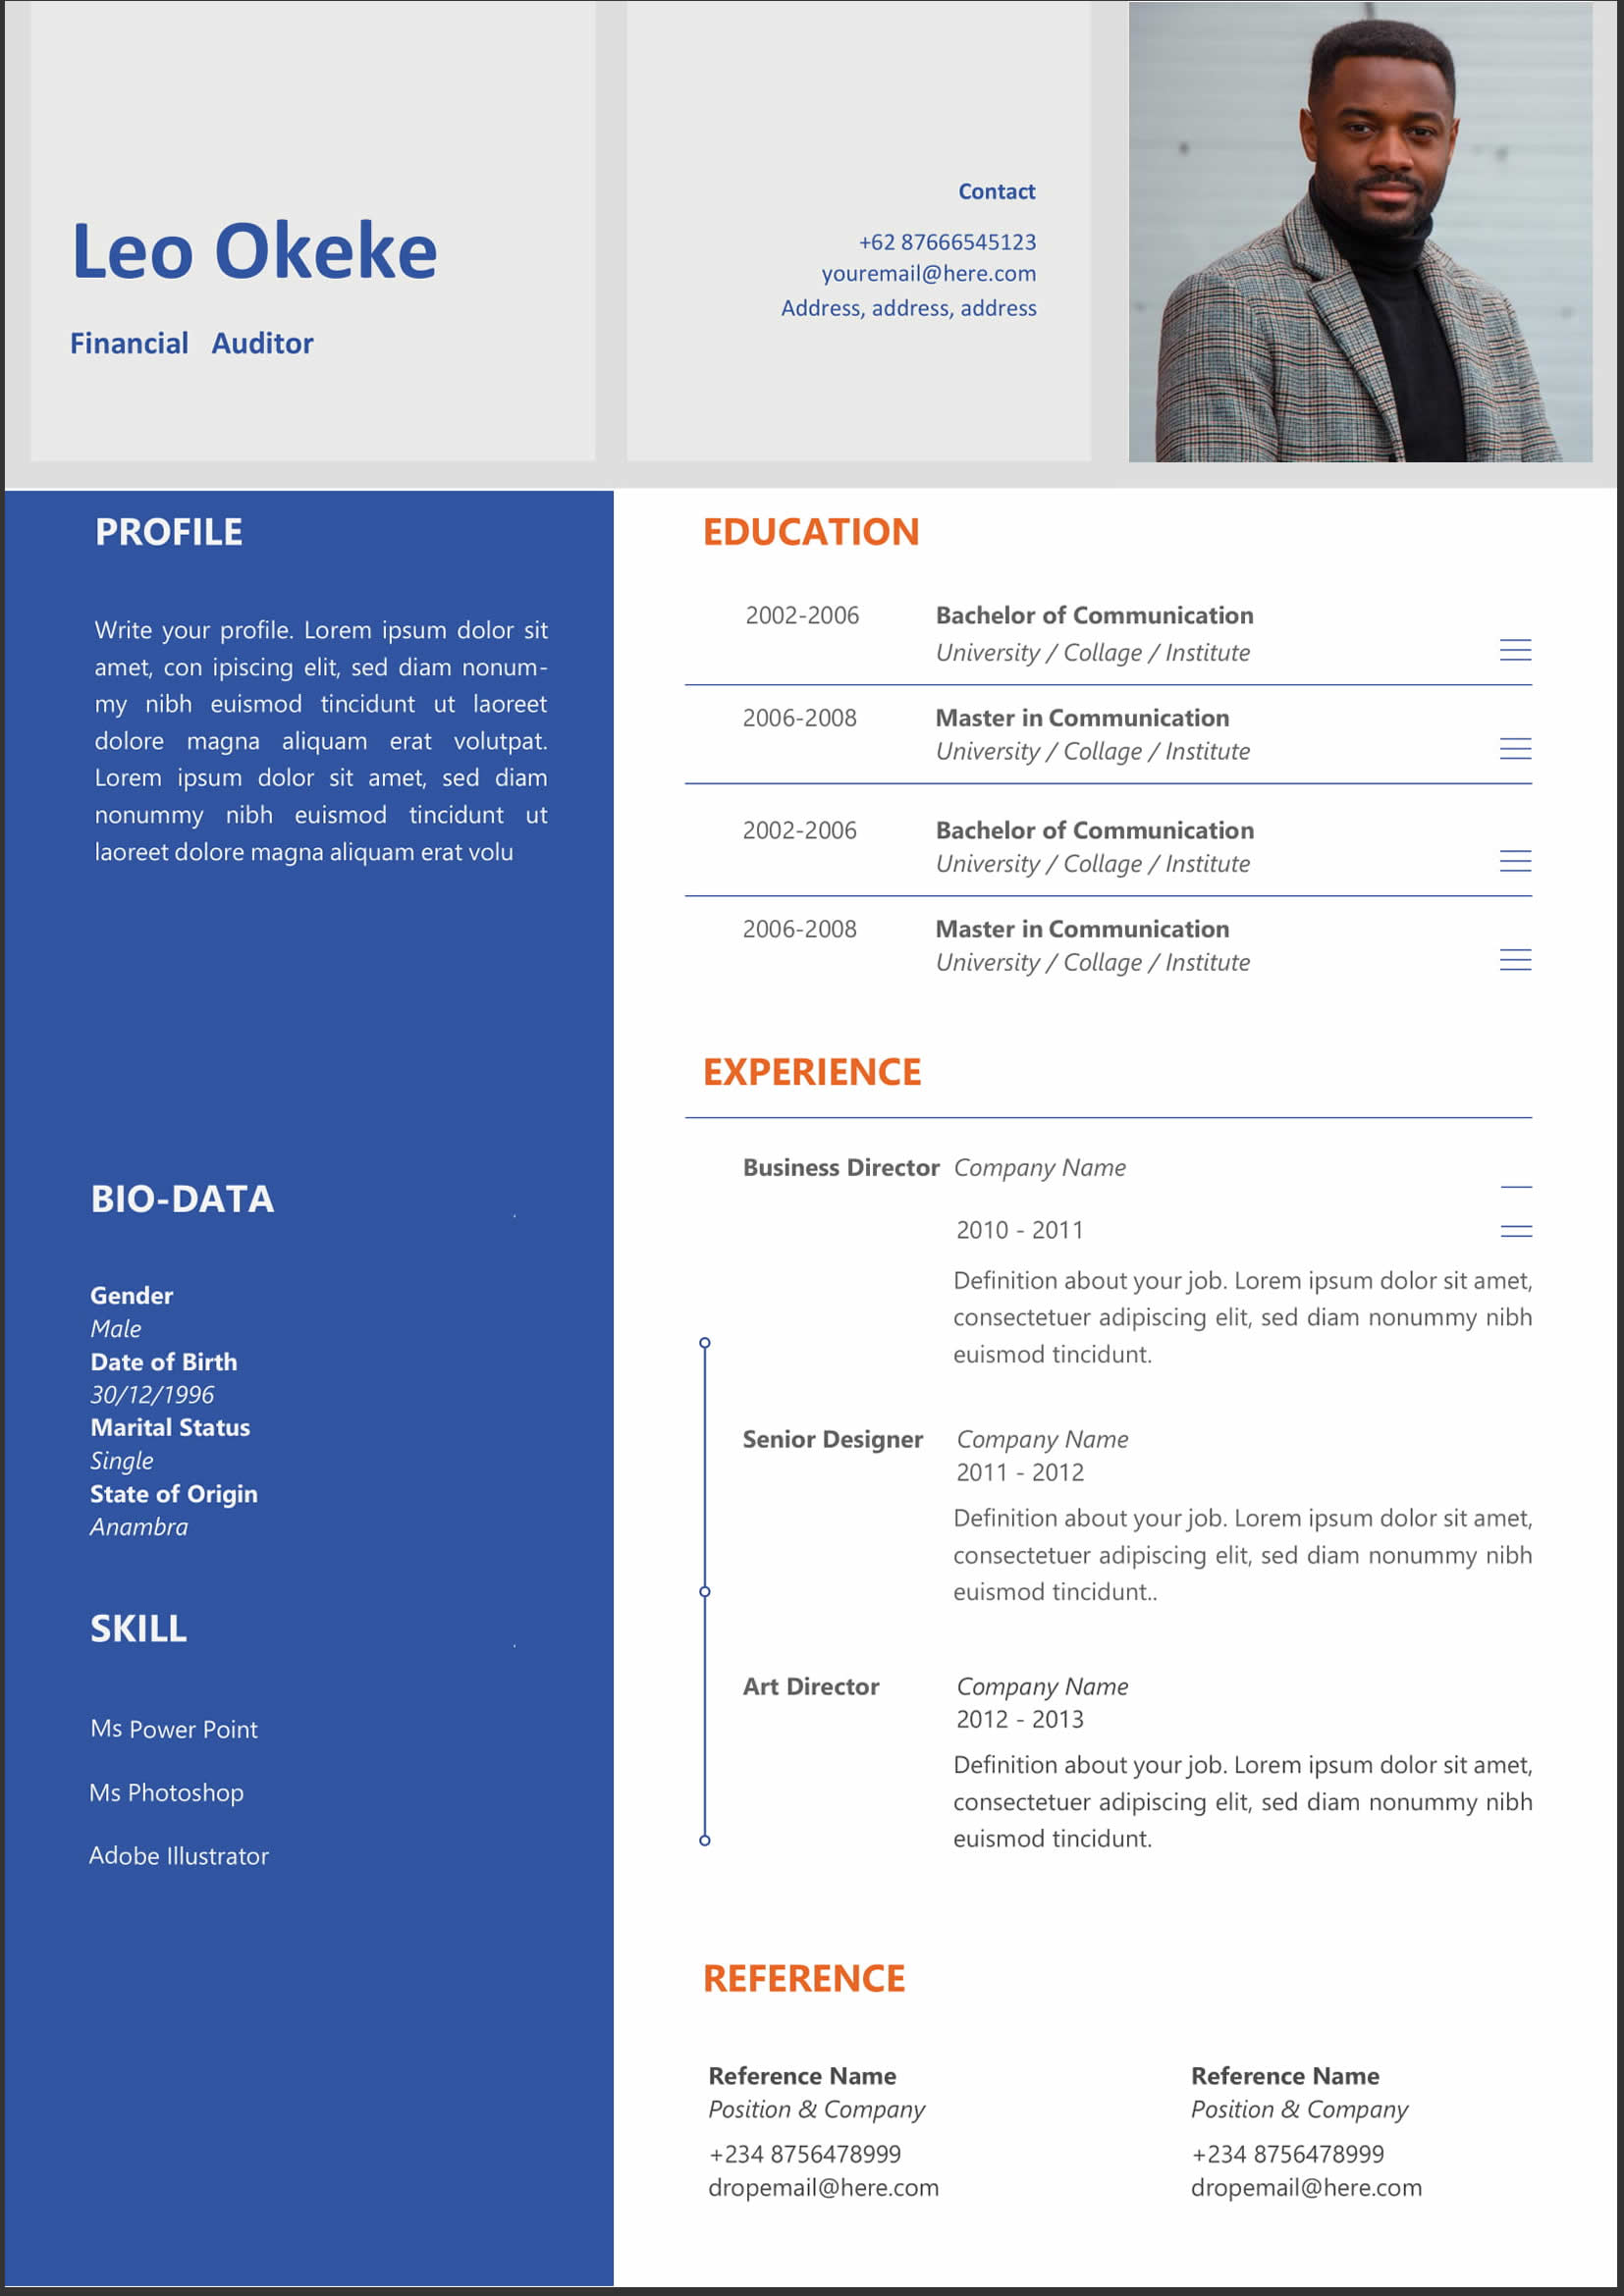 Leo Okeke
Financial Auditor
Contact
+62 87666545123
youremail@here.com
Address, address, address
PROFILE
Write your profile. Lorem ipsum dolor sit
amet, con ipiscing elit, sed diam nonum-
my nibh euismod tincidunt ut laoreet
dolore magna aliquam erat volutpat.
Lorem ipsum dolor sit amet, sed diam
nonummy nibh euismod tincidunt ut
laoreet dolore magna aliquam erat volu
BIO-DATA
Gender
Male
Date of Birth
30/12/1996
Marital Status
Single
State of Origin
Anambra
SKILL
Ms Power Point
Ms Photoshop
Adobe Illustrator
EDUCATION
2002-2006 Bachelor of Communication
University / Collage / Institute
2006-2008 Master in Communication
University / Collage / Institute
2002-2006 Bachelor of Communication
University / Collage / Institute
2006-2008 Master in Communication
University / Collage / Institute
EXPERIENCE
Business Director Company Name
2010 - 2011
Definition about your job. Lorem ipsum dolor sit amet,
consectetuer adipiscing elit, sed diam nonummy nibh
euismod tincidunt.
Senior Designer Company Name
2011 - 2012
Definition about your job. Lorem ipsum dolor sit amet,
consectetuer adipiscing elit, sed diam nonummy nibh
euismod tincidunt..
Art Director Company Name
2012 - 2013
Definition about your job. Lorem ipsum dolor sit amet,
consectetuer adipiscing elit, sed diam nonummy nibh
euismod tincidunt.
REFERENCE
Reference Name
Position & Company
+234 8756478999
dropemail@here.com
Reference Name
Position & Company
+234 8756478999
dropemail@here.com